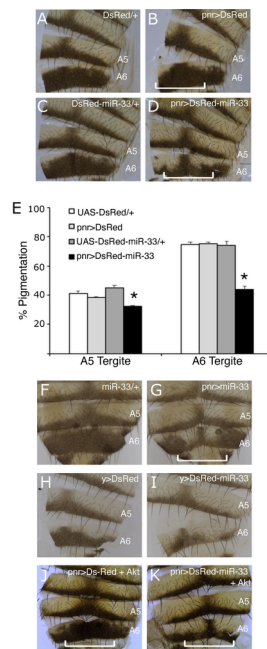 A DsRed/+
A5
A6
B pnr>DsRed
A5
A6
C DsRed-miR-33/+
A5
A6
D pnr>DsRed-miR-33
A5
A6
E
UAS-DsRed/+
pnr>DsRed
UAS-DsRed-miR-33/+
pnr>DsRed-miR-33
% Pigmentation
100
80
60
40
20
*
*
A5 Tergite
A6 Tergite
F miR-33/+
A5
A6
G pnr>miR-33
A5
A6
H y>DsRed
A5
A6
I y>DsRed-miR-33
A5
A6
J pnr>Ds-Red + Akt
A5
A6
K pnr>DsRed-miR-33
+ Akt
A5
A6